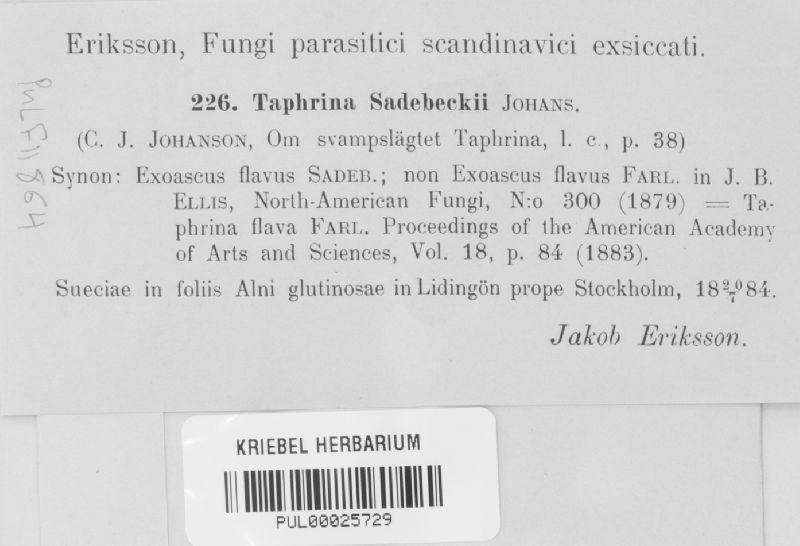 Eriksson, Fungi parasitici scandinavici exsiccati.
226. Taphrina Sadebeckii JOHANS.
(C. J. JOHANSON, Om svampslägtet Taphrina, l. c., p. 38)
Synon: Exoascus flavus SADEB.; non Exoascus flavus FARL. in J. B.
ELLIS, North-American Fungi, N:o 300 (1879) = Ta-
phrina flava FARL. Proceedings of the American Academy
of Arts and Sciences, Vol. 18, p. 84 (1883).
Sueciae in foliis Alni glutinosae in Lidingön prope Stockholm, 18 20/7 84.
Jakob Eriksson.
PUL F11864
KRIEBEL HERBARIUM
PUL00025729